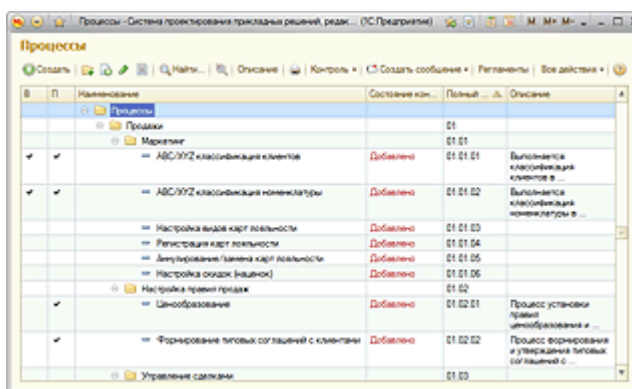 Процессы - Система проектирования прикладных решений, редак... (1С:Предприятие) M M+ M-
Процессы
Создать Найти... Описание Контроль Создать сообщение Регламенты Все действия
В П Наименование Состояние кон... Полный ... Описание
Процессы
Продажи 01
Маркетинг 01.01
ABC/XYZ классификация клиентов Добавлено 01.01.01 Выполняется
классификация
клиентов в ...
ABC/XYZ классификация номенклатуры Добавлено 01.01.02 Выполняется
классификация
номенклатуры в ...
Настройка видов карт лояльности Добавлено 01.01.03
Регистрация карт лояльности Добавлено 01.01.04
Аннулирование/замена карт лояльности Добавлено 01.01.05
Настройка скидок (наценок) Добавлено 01.01.06
Настройка правил продаж 01.02
Ценообразование Добавлено 01.02.01 Процесс установки
правил
ценообразования и ...
Формирование типовых соглашений с клиентами Добавлено 01.02.02 Процесс формирования
и утверждения типовых
соглашений с ...
Управление сделками 01.03